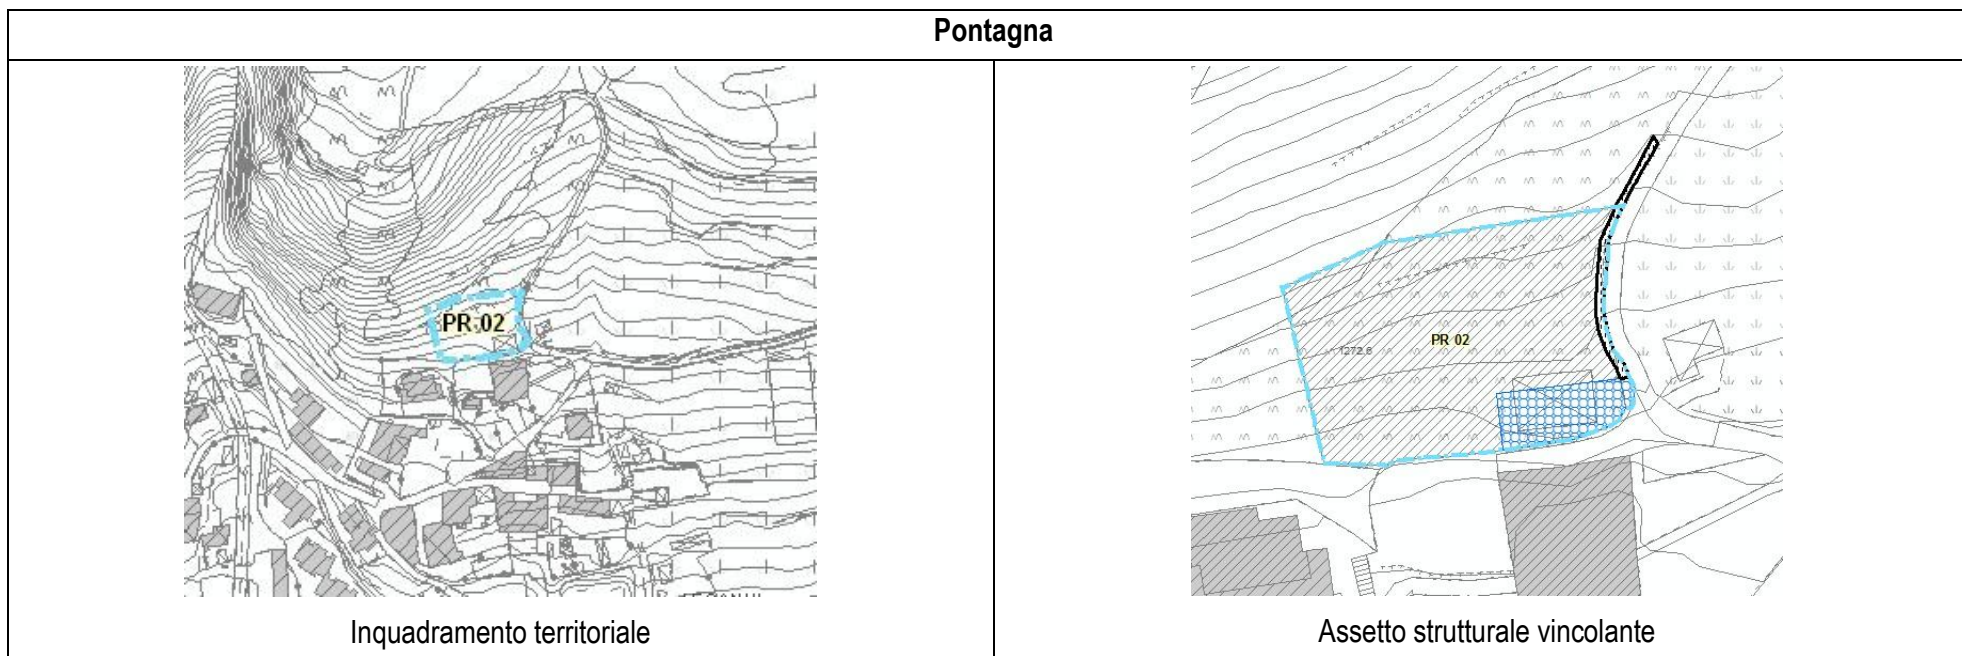 Pontagna
PR 02
Inquadramento territoriale
PR 02
1272,6
Assetto strutturale vincolante